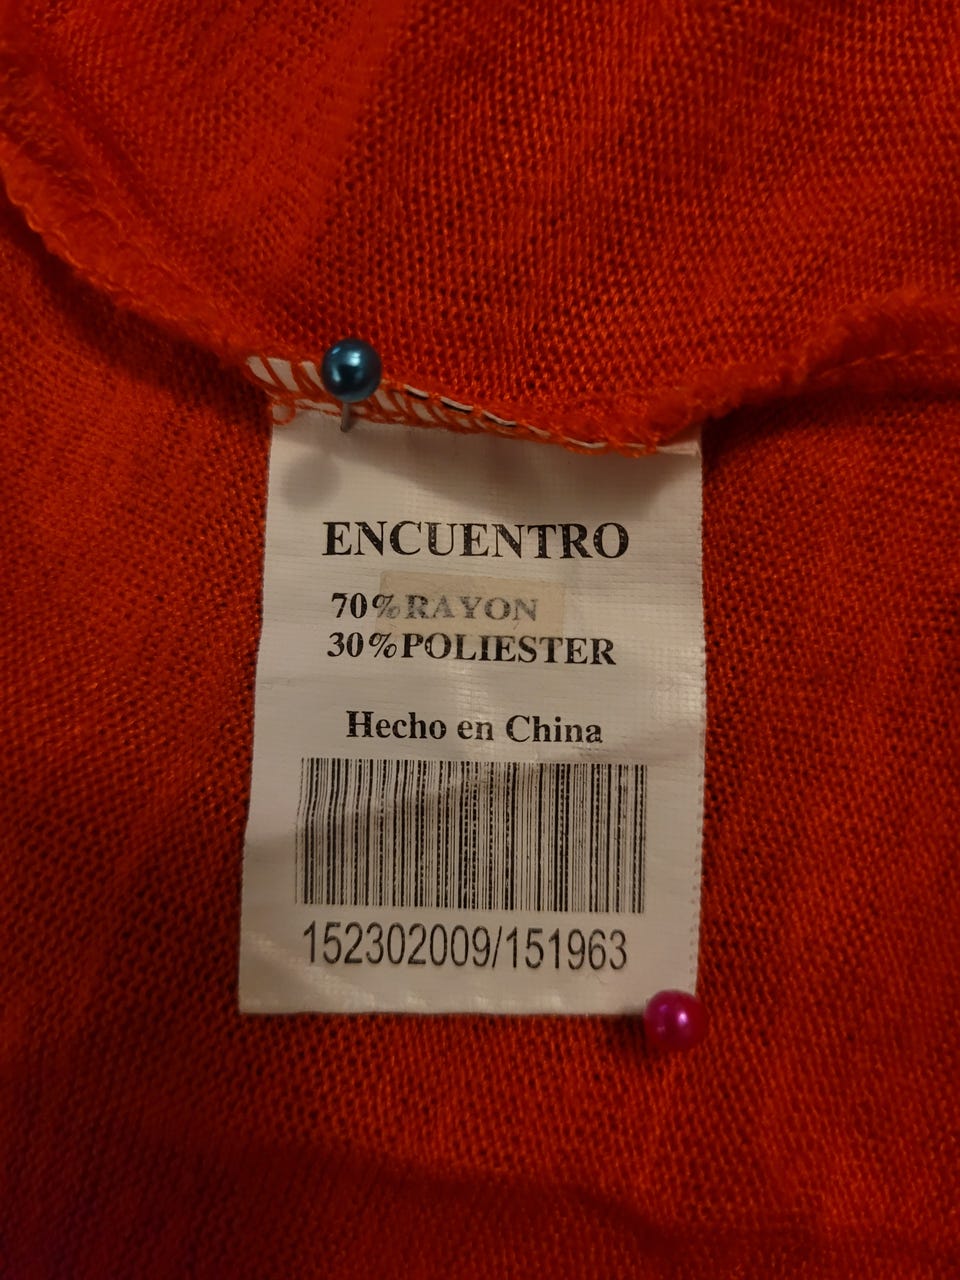 ENCUENTRO
70% RAYON
30% POLIESTER
Hecho en China
152302009/151963